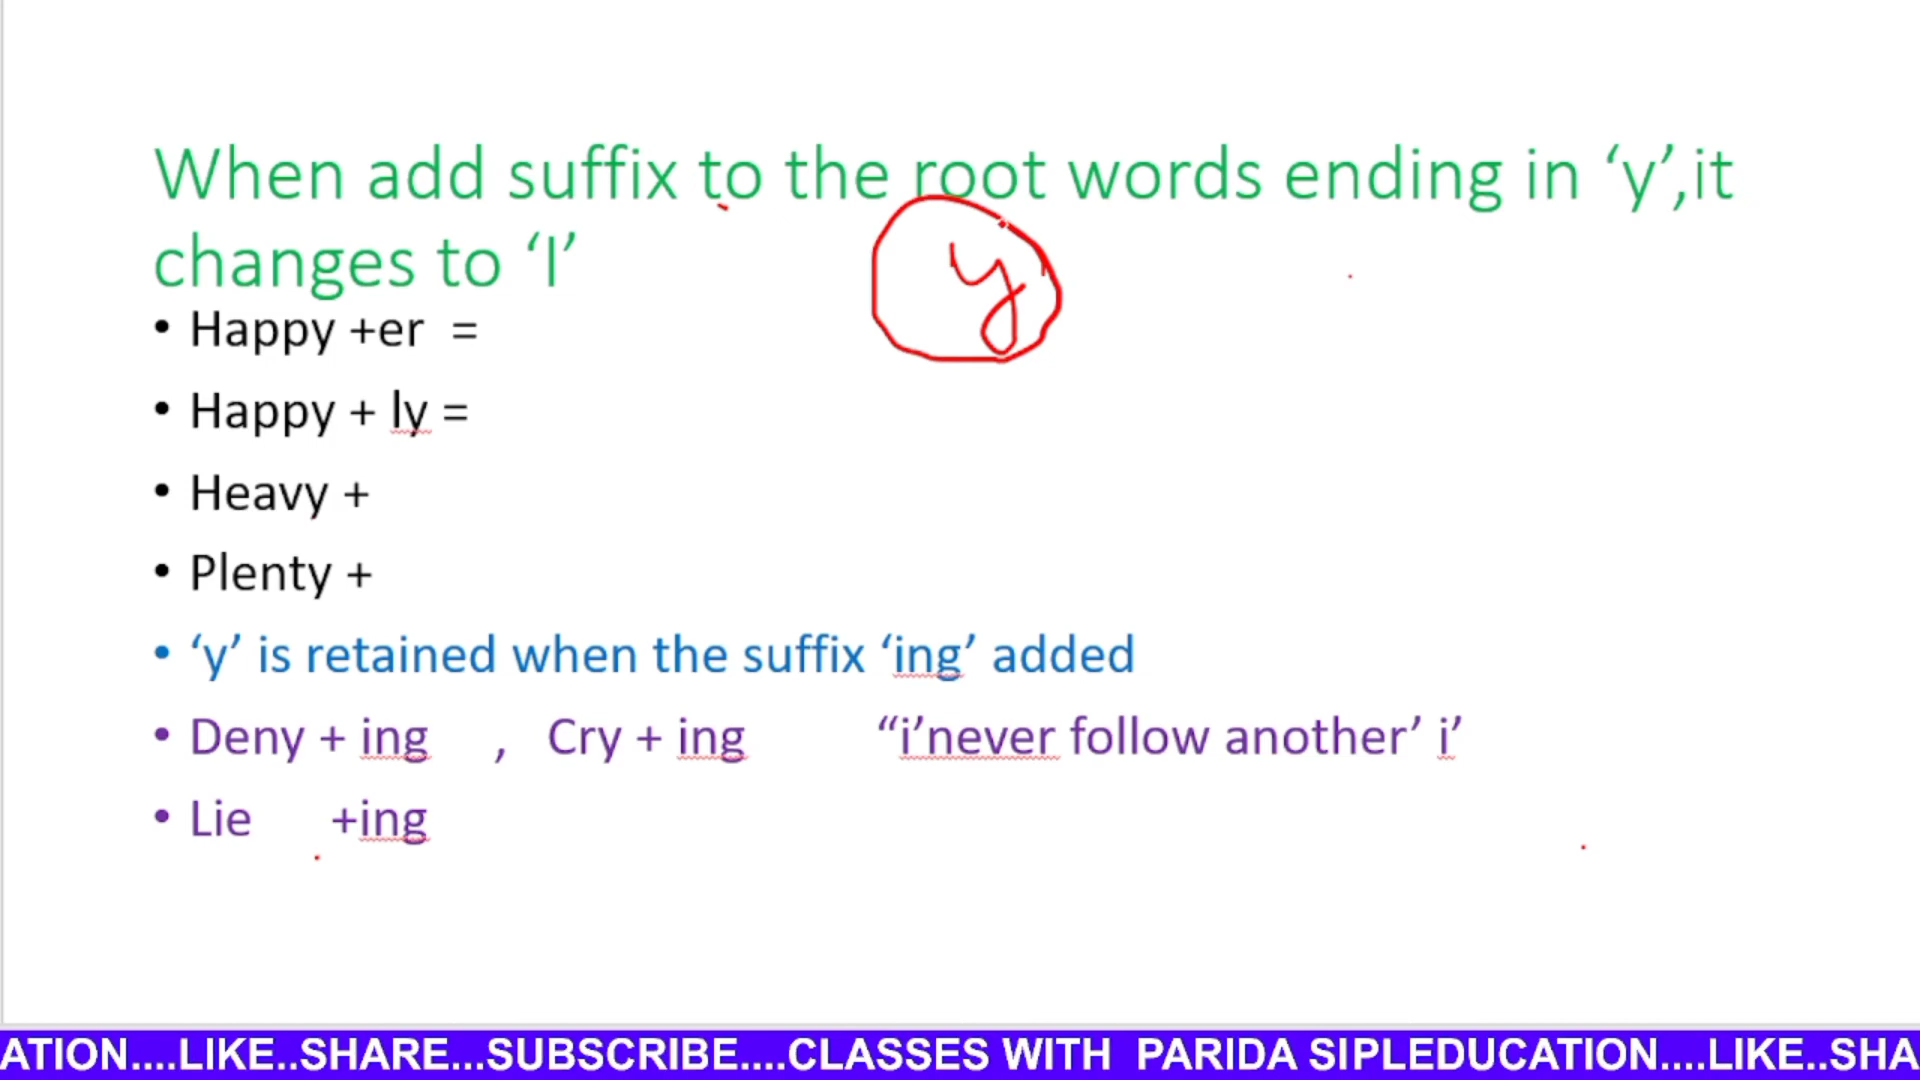 When add suffix to the root words ending in ‘y’,it
changes to ‘I’
y
• Happy +er =
• Happy + ly =
• Heavy +
• Plenty +
• ‘y’ is retained when the suffix ‘ing’ added
• Deny + ing , Cry + ing “i’never follow another’ i’
• Lie +ing
ATION....LIKE..SHARE...SUBSCRIBE....CLASSES WITH PARIDA SIPLEDUCATION....LIKE..SHA